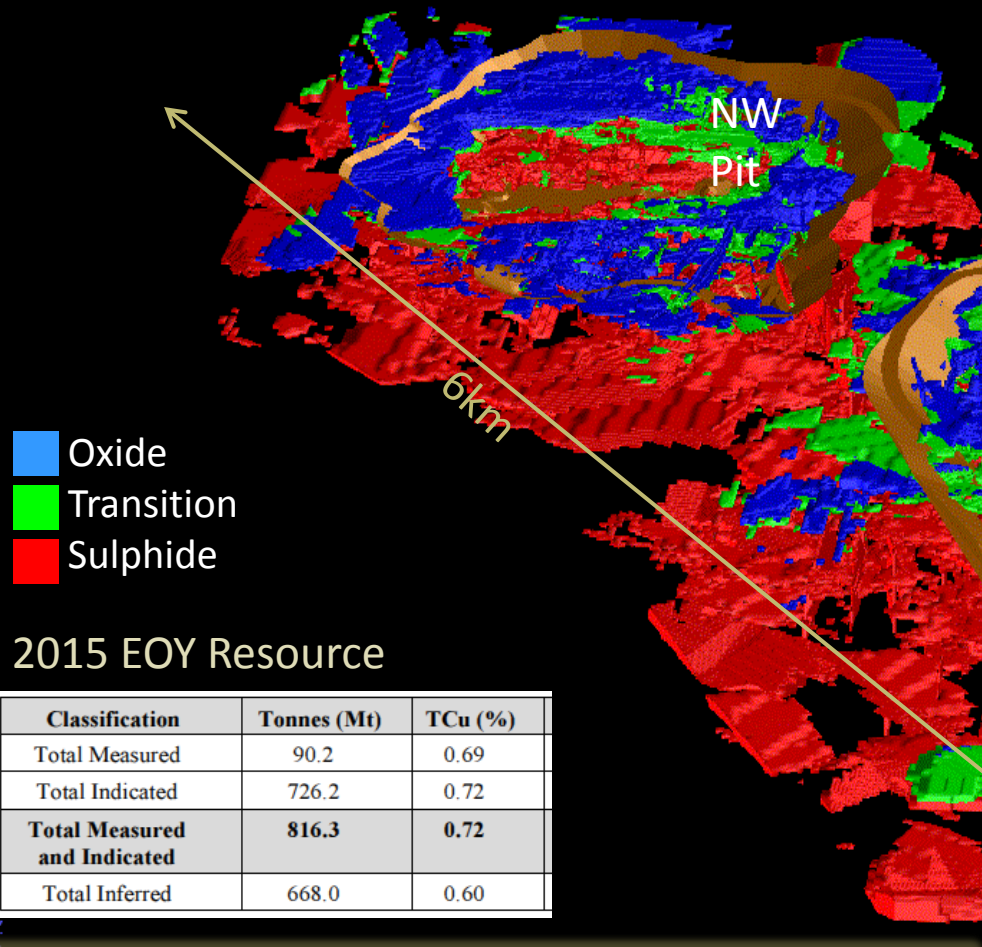 NW
Pit
6km
Oxide
Transition
Sulphide
2015 EOY Resource
Classification Tonnes (Mt) TCu (%)
Total Measured 90.2 0.69
Total Indicated 726.2 0.72
Total Measured
and Indicated 816.3 0.72
Total Inferred 668.0 0.60